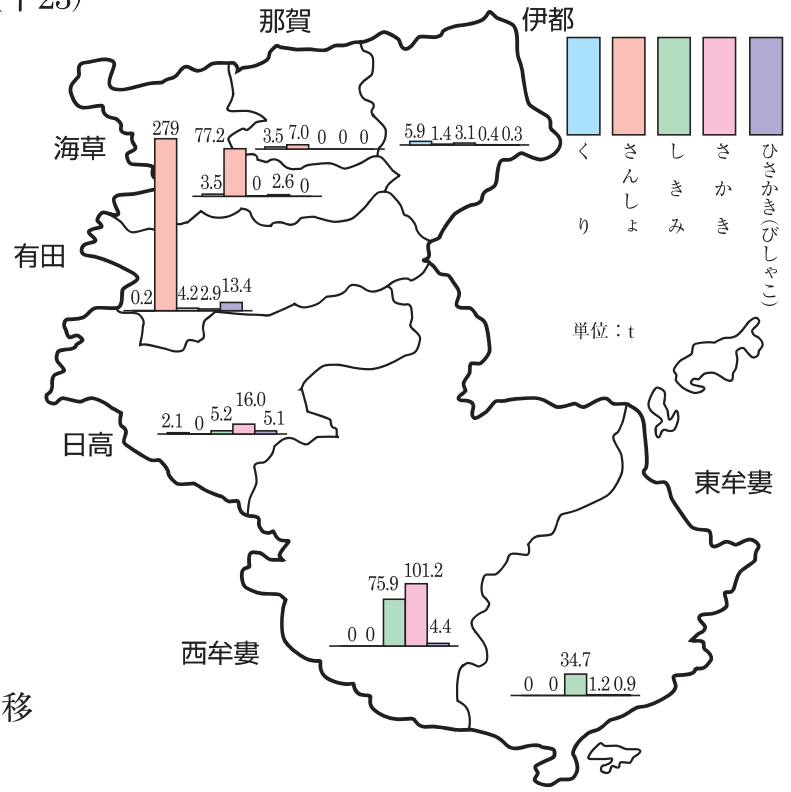 (平23)
那賀
伊都
海草
有田
日高
西牟婁
東牟婁
くり
さんしょ
しきみ
さかき
ひさかき(びしゃこ)
単位：t
3.5 7.0 0 0 0
5.9 1.4 3.1 0.4 0.3
3.5 77.2 0 2.6 0
0.2 279 4.2 2.9 13.4
2.1 0 5.2 16.0 5.1
0 0 75.9 101.2 4.4
0 0 34.7 1.2 0.9
移